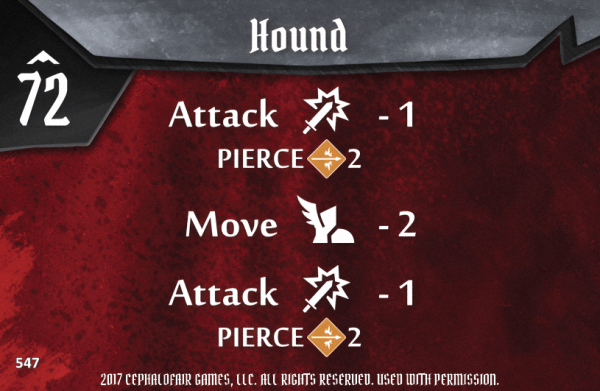 Hound
72
Attack - 1
PIERCE 2
Move - 2
Attack - 1
PIERCE 2
547
2017 CEPHALOFAIR GAMES, LLC. ALL RIGHTS RESERVED. USED WITH PERMISSION.